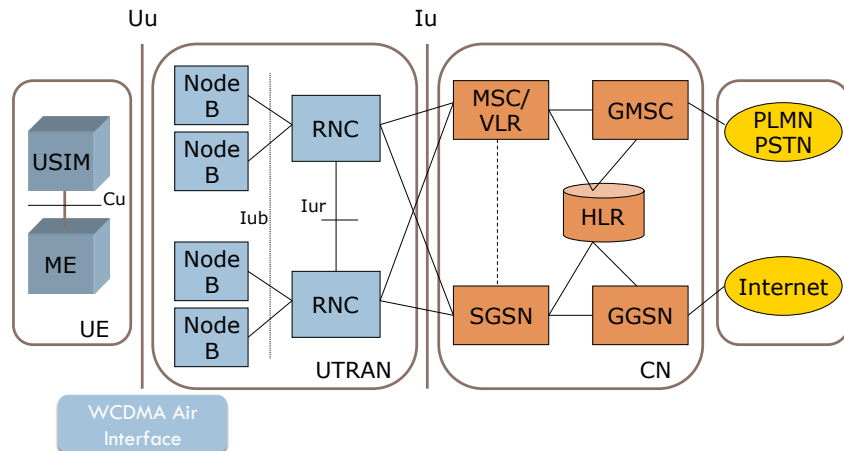 Uu
Iu
Node
B
Node
B
RNC
MSC/
VLR
GMSC
PLMN
PSTN
USIM
Cu
ME
UE
Iub
Iur
HLR
Node
B
Node
B
RNC
SGSN
GGSN
Internet
UTRAN
CN
WCDMA Air
Interface